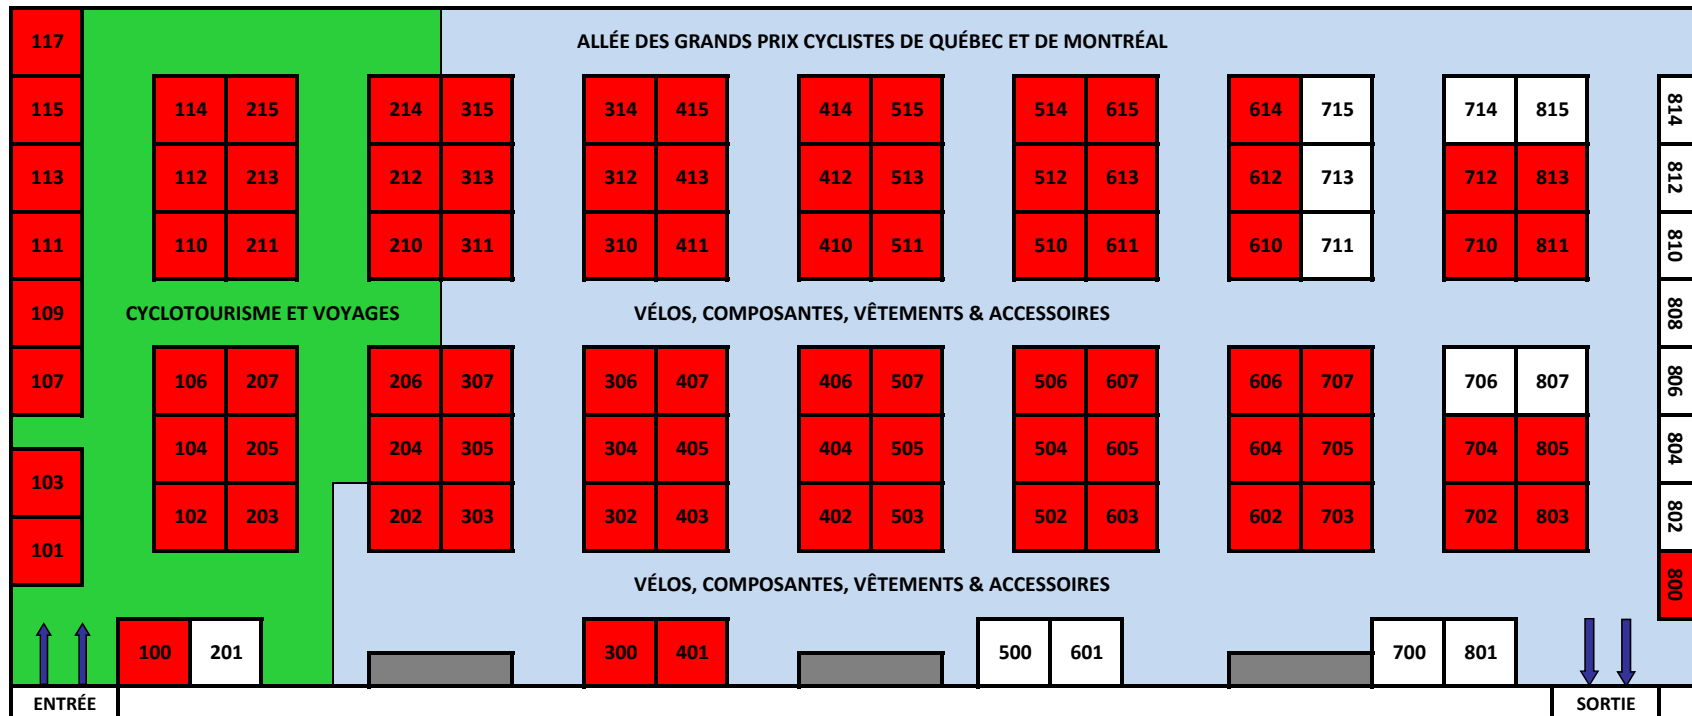 117 ALLÉE DES GRANDS PRIX CYCLISTES DE QUÉBEC ET DE MONTRÉAL
115 114 215 214 315 314 415 414 515 514 615 614 715 714 815 814
113 112 213 212 313 312 413 412 513 512 613 612 713 712 813 812
111 110 211 210 311 310 411 410 511 510 611 610 711 710 811 810
109 CYCLOTOURISME ET VOYAGES VÉLOS, COMPOSANTES, VÊTEMENTS & ACCESSOIRES 808
107 106 207 206 307 306 407 406 507 506 607 606 707 706 807 806
104 205 204 305 304 405 404 505 504 605 604 705 704 805 804
103
102 203 202 303 302 403 402 503 502 603 602 703 702 803 802
101
VÉLOS, COMPOSANTES, VÊTEMENTS & ACCESSOIRES 800
100 201 300 401 500 601 700 801
ENTRÉE SORTIE